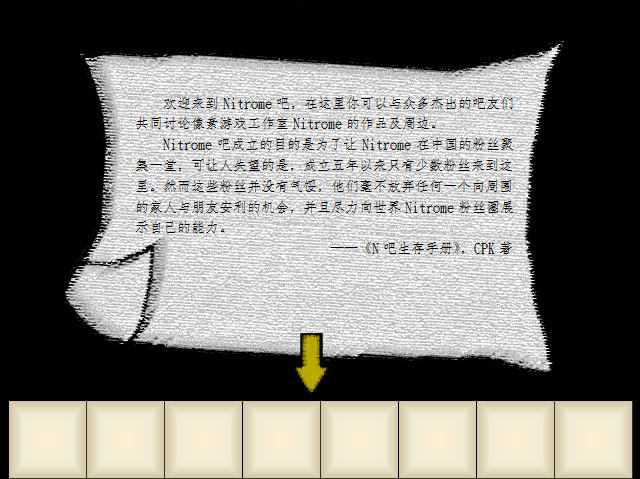 欢迎来到 Nitrome 吧，在这里你可以与众多杰出的吧友们
共同讨论像素游戏工作室 Nitrome 的作品及周边。
Nitrome 吧成立的目的是为了让 Nitrome 在中国的粉丝聚
集一堂，可让人失望的是，成立五年以来只有少数粉丝来到这
里。然而这些粉丝并没有气馁，他们毫不放弃任何一个向周围
的家人与朋友安利的机会，并且尽力向世界 Nitrome 粉丝圈展
示自己的能力。
——《N 吧生存手册》，CPK 著